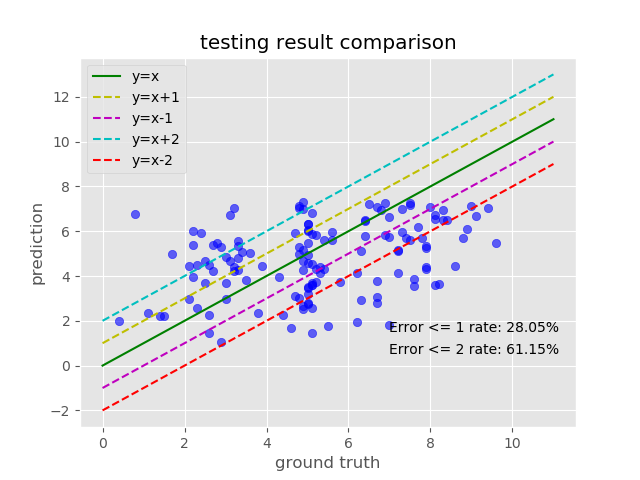 testing result comparison
y=x
y=x+1
y=x-1
y=x+2
y=x-2
12
10
8
6
4
2
0
−2
prediction
Error <= 1 rate: 28.05%
Error <= 2 rate: 61.15%
0 2 4 6 8 10
ground truth